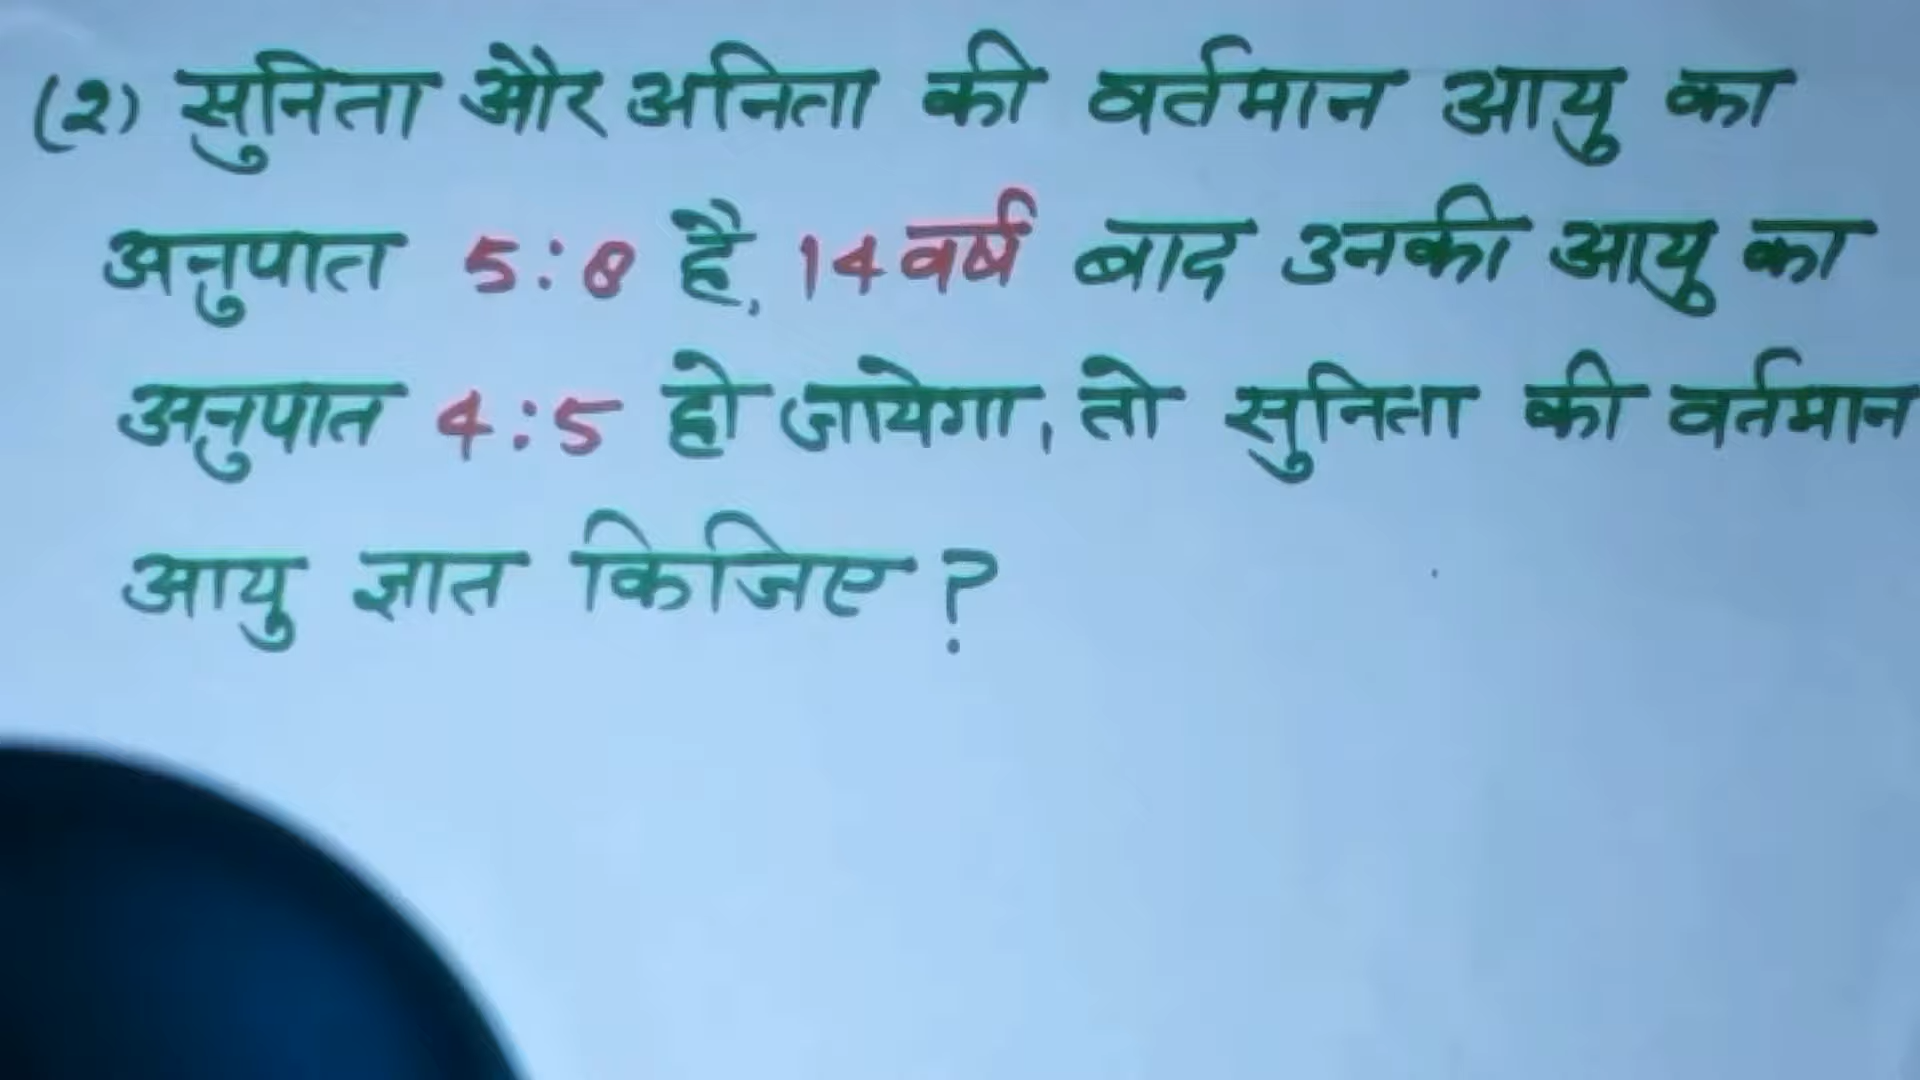 (2) सुनिता और अनिता की वर्तमान आयु का
अनुपात 5:8 है, 14 वर्ष बाद उनकी आयु का
अनुपात 4:5 हो जायेगा, तो सुनिता की वर्तमान
आयु ज्ञात किजिए ?